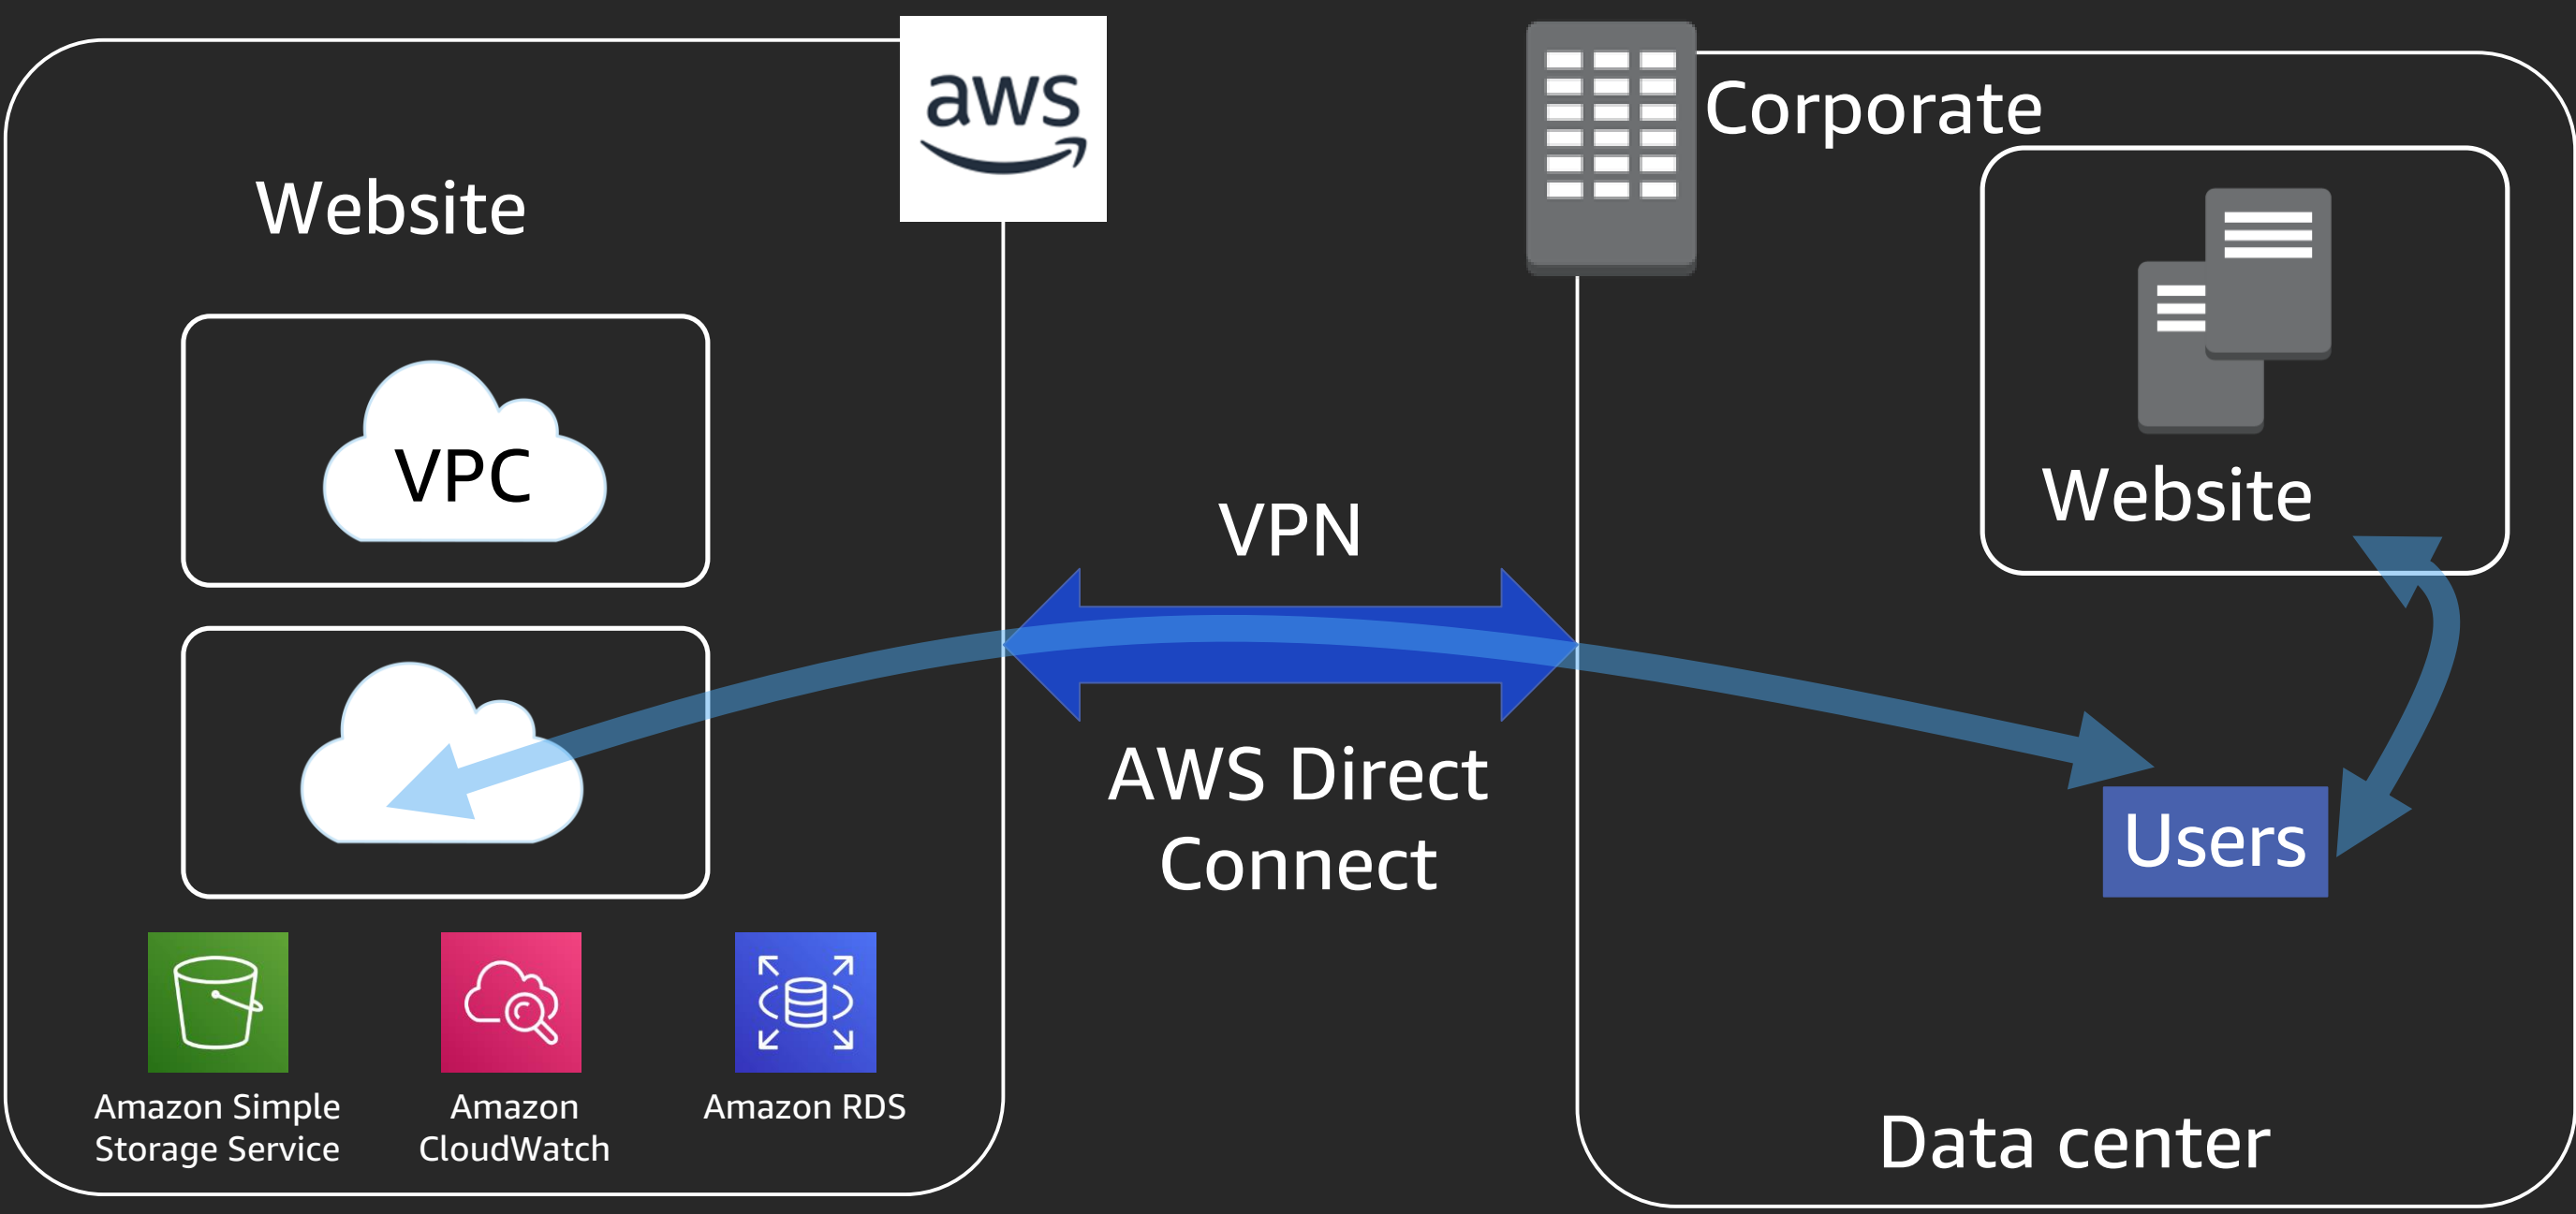 aws
Website
VPC
Amazon Simple
Storage Service
Amazon
CloudWatch
Amazon RDS
VPN
AWS Direct
Connect
Corporate
Website
Users
Data center